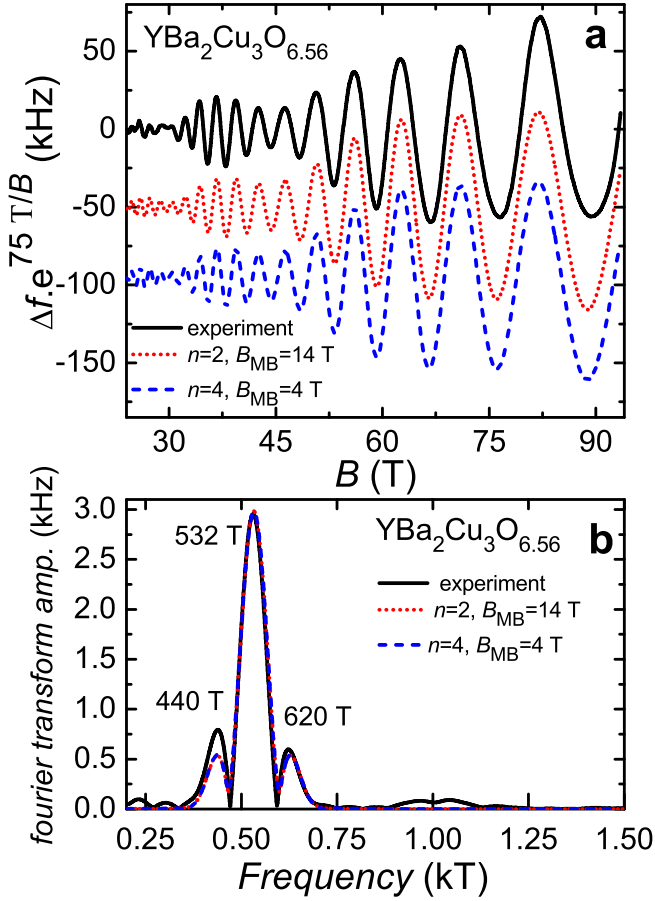 YBa2Cu3O6.56
a
50
0
-50
-100
-150
Δf.e^75 T/B (kHz)
experiment
n=2, BMB=14 T
n=4, BMB=4 T
30 45 60 75 90
B (T)
YBa2Cu3O6.56
b
3.0
2.5
2.0
1.5
1.0
0.5
0.0
fourier transform amp. (kHz)
532 T
440 T
620 T
experiment
n=2, BMB=14 T
n=4, BMB=4 T
0.25 0.50 0.75 1.00 1.25 1.50
Frequency (kT)